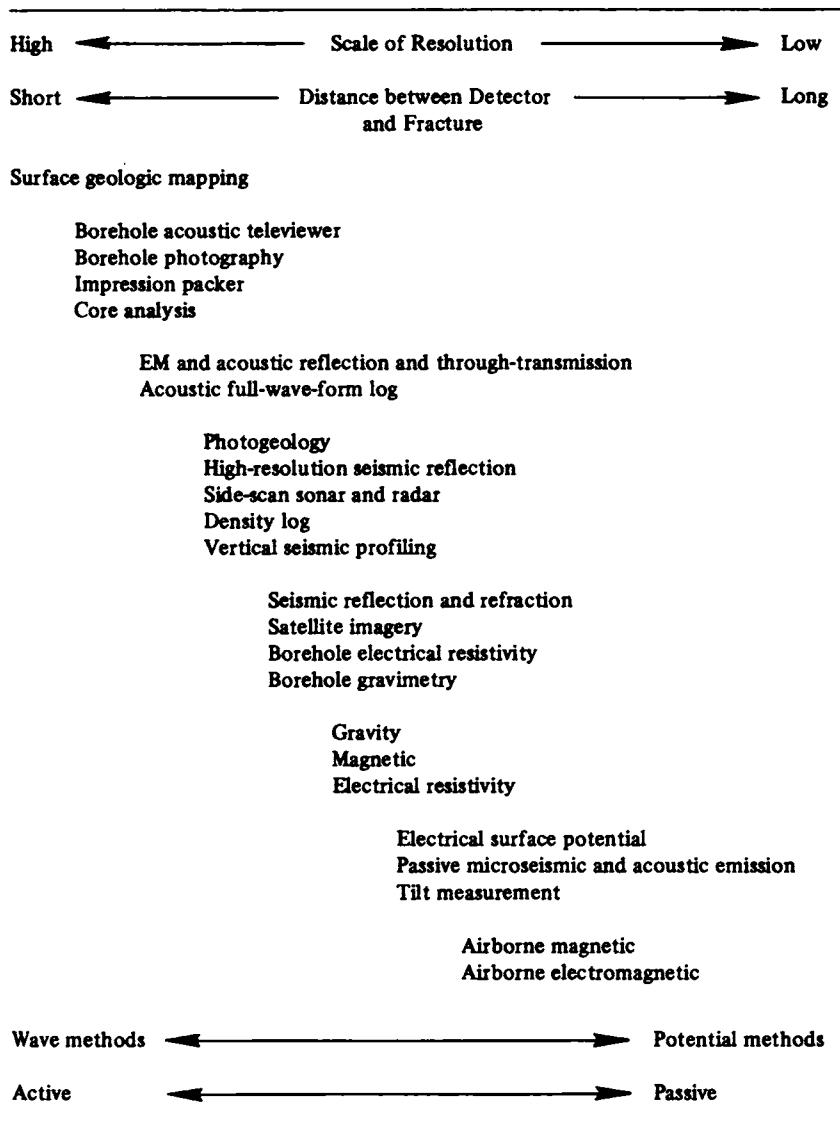 High Scale of Resolution Low
Short Distance between Detector Long
and Fracture
Surface geologic mapping
Borehole acoustic televiewer
Borehole photography
Impression packer
Core analysis
EM and acoustic reflection and through-transmission
Acoustic full-wave-form log
Photogeology
High-resolution seismic reflection
Side-scan sonar and radar
Density log
Vertical seismic profiling
Seismic reflection and refraction
Satellite imagery
Borehole electrical resistivity
Borehole gravimetry
Gravity
Magnetic
Electrical resistivity
Electrical surface potential
Passive microseismic and acoustic emission
Tilt measurement
Airborne magnetic
Airborne electromagnetic
Wave methods Potential methods
Active Passive